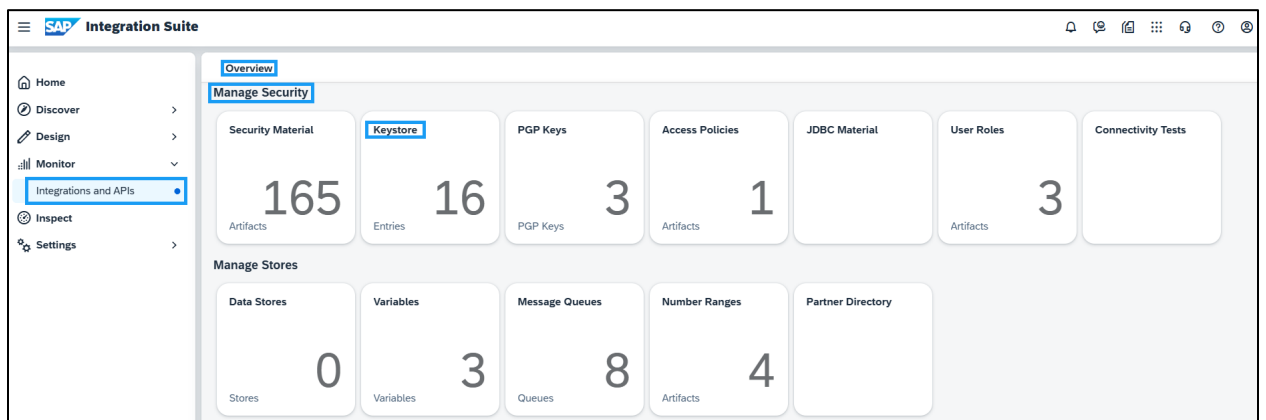 SAP Integration Suite
Home
Discover
Design
Monitor
Integrations and APIs
Inspect
Settings
Overview
Manage Security
Security Material
165
Artifacts
Keystore
16
Entries
PGP Keys
3
PGP Keys
Access Policies
1
Artifacts
JDBC Material
User Roles
3
Artifacts
Connectivity Tests
Manage Stores
Data Stores
0
Stores
Variables
3
Variables
Message Queues
8
Queues
Number Ranges
4
Artifacts
Partner Directory